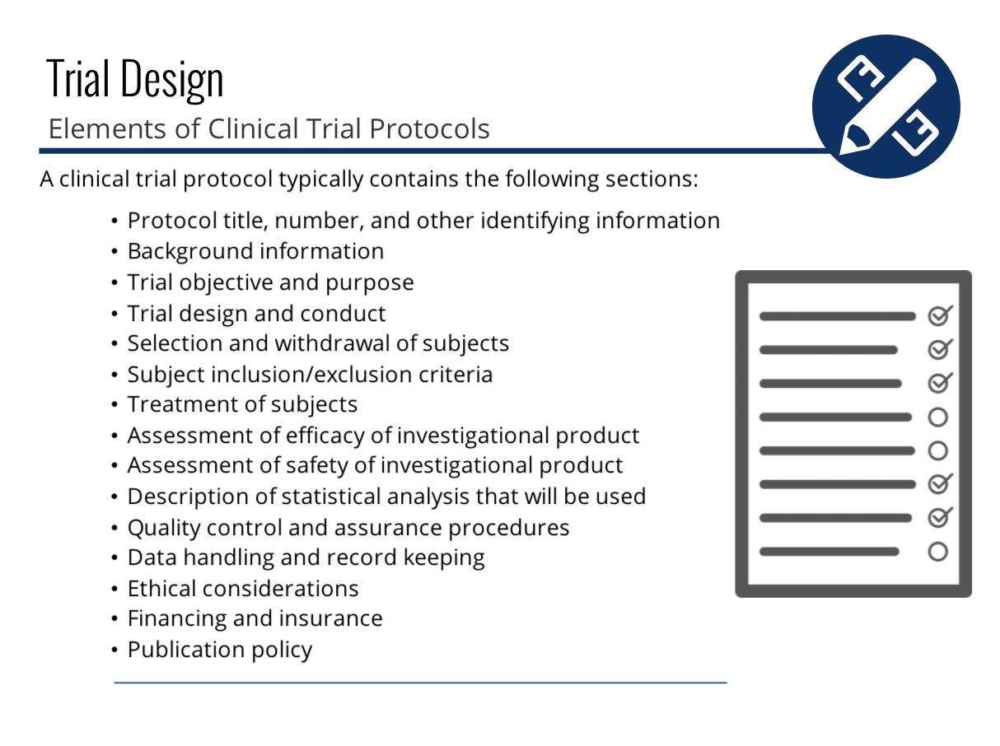 Trial Design
Elements of Clinical Trial Protocols
A clinical trial protocol typically contains the following sections:
• Protocol title, number, and other identifying information
• Background information
• Trial objective and purpose
• Trial design and conduct
• Selection and withdrawal of subjects
• Subject inclusion/exclusion criteria
• Treatment of subjects
• Assessment of efficacy of investigational product
• Assessment of safety of investigational product
• Description of statistical analysis that will be used
• Quality control and assurance procedures
• Data handling and record keeping
• Ethical considerations
• Financing and insurance
• Publication policy